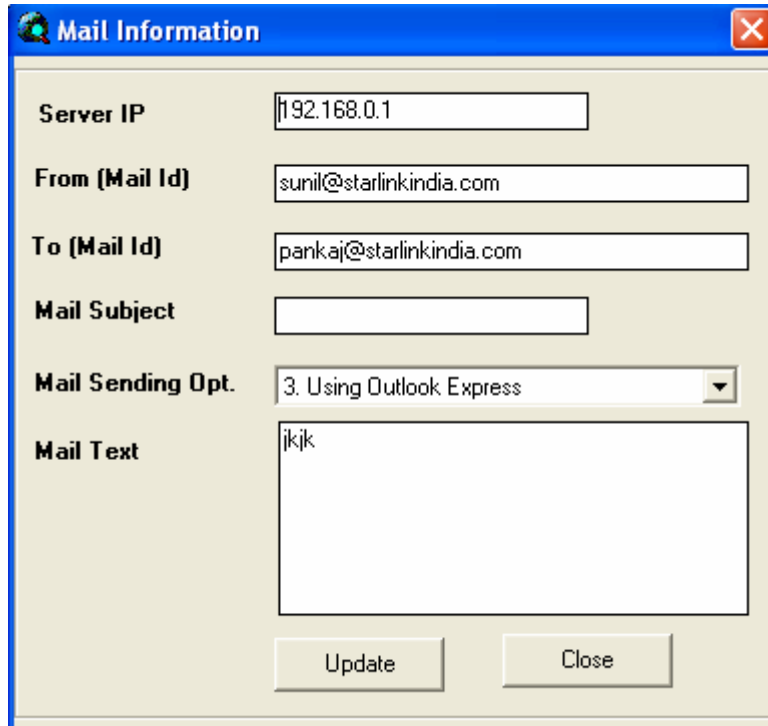 Mail Information
Server IP 192.168.0.1
From (Mail Id) sunil@starlinkindia.com
To (Mail Id) pankaj@starlinkindia.com
Mail Subject
Mail Sending Opt. 3. Using Outlook Express
Mail Text jkjk
Update Close